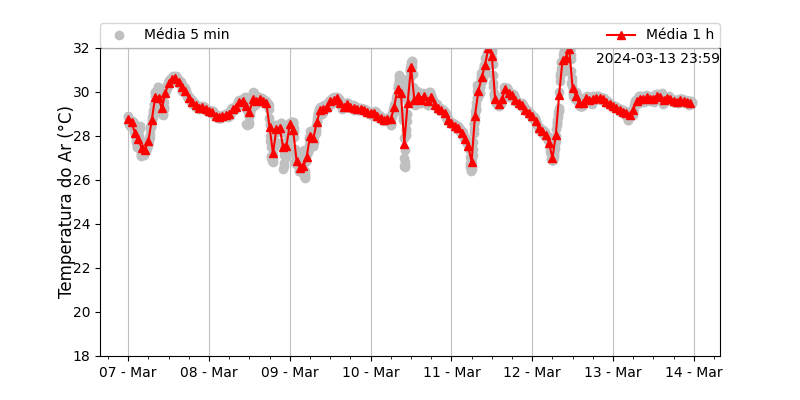 Média 5 min
Média 1 h
2024-03-13 23:59
Temperatura do Ar (°C)
32
30
28
26
24
22
20
18
07 - Mar
08 - Mar
09 - Mar
10 - Mar
11 - Mar
12 - Mar
13 - Mar
14 - Mar